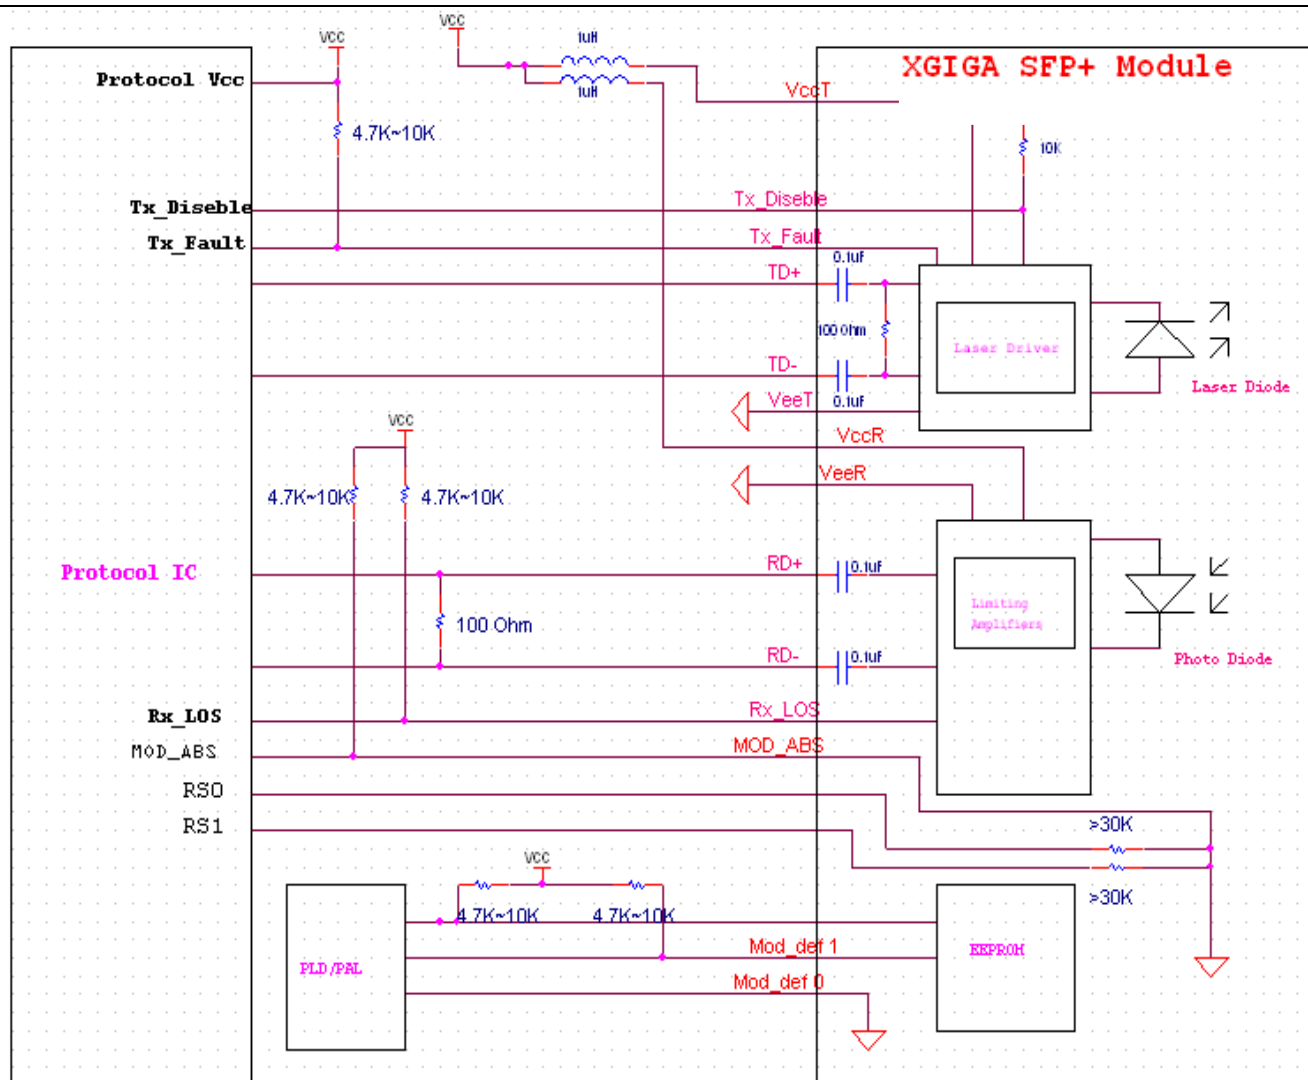 VCC
VCC
1uH
XGIGA SFP+ Module
Protocol Vcc
1uH
VccT
4.7K~10K
10K
Tx_Diseble
Tx_Diseble
Tx_Fault
Tx_Fault
0.1uF
TD+
100 Ohm
Laser Driver
TD-
Laser Diode
VeeT
0.1uF
VCC
VccR
VeeR
4.7K~10K
4.7K~10K
Protocol IC
RD+
0.1uF
Limiting
Amplifiers
100 Ohm
RD-
0.1uF
Photo Diode
Rx_LOS
Rx_LOS
MOD_ABS
MOD_ABS
RS0
RS1
>30K
VCC
>30K
4.7K~10K
4.7K~10K
Mod_def 1
EEPROM
PLD/PAL
Mod_def 0